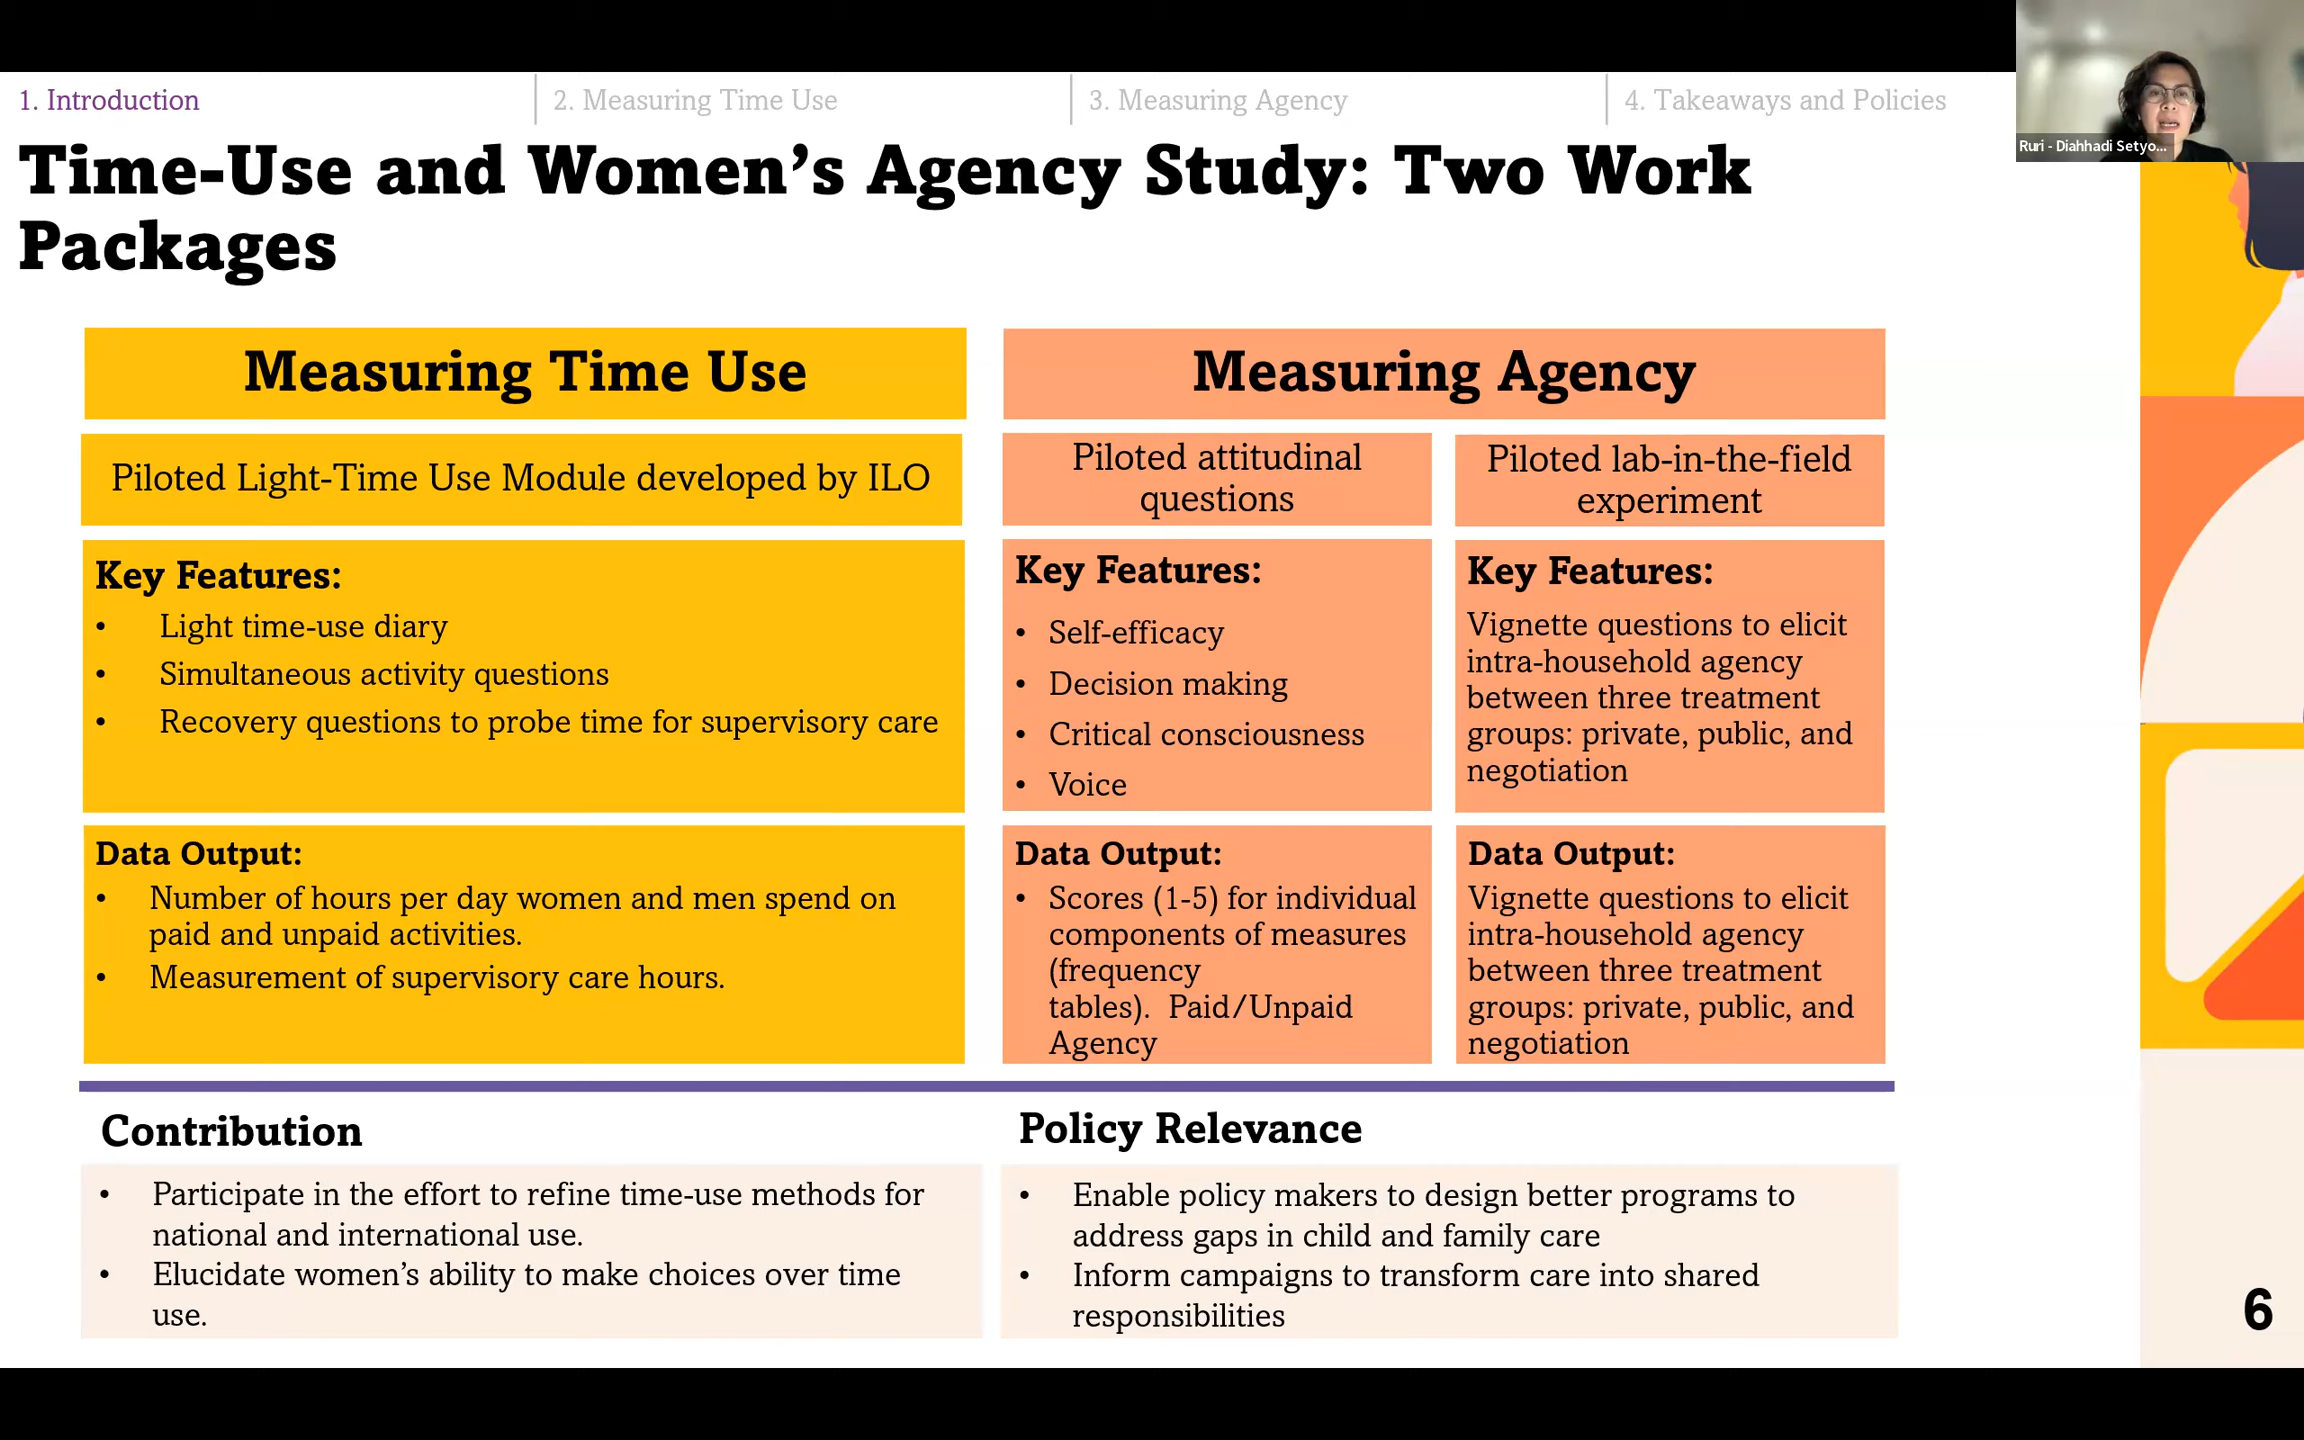 1. Introduction
2. Measuring Time Use
3. Measuring Agency
4. Takeaways and Policies
Ruri - Diahhadi Setyo...
Time-Use and Women’s Agency Study: Two Work
Packages
Measuring Time Use
Piloted Light-Time Use Module developed by ILO
Key Features:
• Light time-use diary
• Simultaneous activity questions
• Recovery questions to probe time for supervisory care
Data Output:
• Number of hours per day women and men spend on
paid and unpaid activities.
• Measurement of supervisory care hours.
Measuring Agency
Piloted attitudinal
questions
Key Features:
• Self-efficacy
• Decision making
• Critical consciousness
• Voice
Data Output:
• Scores (1-5) for individual
components of measures
(frequency
tables).  Paid/Unpaid
Agency
Piloted lab-in-the-field
experiment
Key Features:
Vignette questions to elicit
intra-household agency
between three treatment
groups: private, public, and
negotiation
Data Output:
Vignette questions to elicit
intra-household agency
between three treatment
groups: private, public, and
negotiation
Contribution
• Participate in the effort to refine time-use methods for
national and international use.
• Elucidate women’s ability to make choices over time
use.
Policy Relevance
• Enable policy makers to design better programs to
address gaps in child and family care
• Inform campaigns to transform care into shared
responsibilities
6